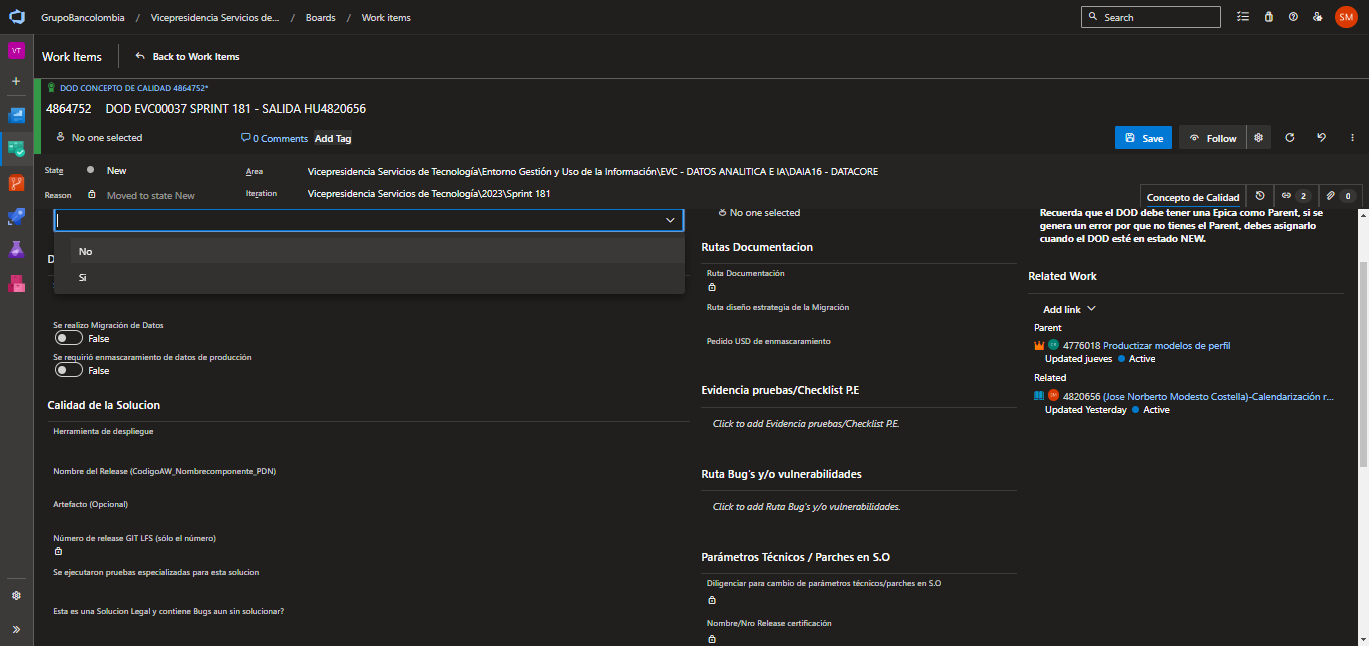 GrupoBancolombia / Vicepresidencia Servicios de... / Boards / Work items
Search
SM
VT
Work Items
Back to Work Items
DOD CONCEPTO DE CALIDAD 4864752*
4864752 DOD EVC00037 SPRINT 181 - SALIDA HU4820656
No one selected
0 Comments
Add Tag
Save
Follow
State
New
Area
Vicepresidencia Servicios de Tecnología\Entorno Gestión y Uso de la Información\EVC - DATOS ANALITICA E IA\DAIA16 - DATACORE
Reason
Moved to state New
Iteration
Vicepresidencia Servicios de Tecnología\2023\Sprint 181
Concepto de Calidad
2
0
No
Si
D
Se realizo Migración de Datos
False
Se requirió enmascaramiento de datos de producción
False
Calidad de la Solucion
Herramienta de despliegue
Nombre del Release (CodigoAW_Nombrecomponente_PDN)
Artefacto (Opcional)
Número de release GIT LFS (sólo el número)
Se ejecutaron pruebas especializadas para esta solucion
Esta es una Solucion Legal y contiene Bugs aun sin solucionar?
No one selected
Rutas Documentacion
Ruta Documentación
Ruta diseño estrategia de la Migración
Pedido USD de enmascaramiento
Evidencia pruebas/Checklist P.E
Click to add Evidencia pruebas/Checklist P.E.
Ruta Bug's y/o vulnerabilidades
Click to add Ruta Bug's y/o vulnerabilidades.
Parámetros Técnicos / Parches en S.O
Diligenciar para cambio de parámetros técnicos/parches en S.O
Nombre/Nro Release certificación
Recuerda que el DOD debe tener una Epica como Parent, si se
genera un error por que no tienes el Parent, debes asignarlo
cuando el DOD esté en estado NEW.
Related Work
Add link
Parent
4776018 Productizar modelos de perfil
Updated jueves Active
Related
SM 4820656 (Jose Norberto Modesto Costella)-Calendarización r...
Updated Yesterday Active